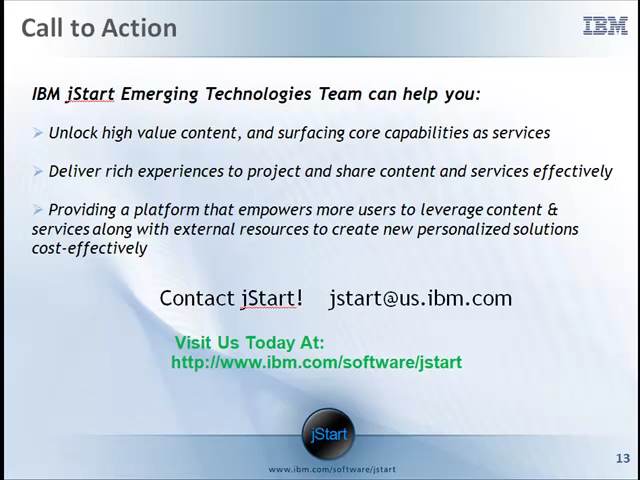 Call to Action
IBM
IBM jStart Emerging Technologies Team can help you:
Unlock high value content, and surfacing core capabilities as services
Deliver rich experiences to project and share content and services effectively
Providing a platform that empowers more users to leverage content &
services along with external resources to create new personalized solutions
cost-effectively
Contact jStart! jstart@us.ibm.com
Visit Us Today At:
http://www.ibm.com/software/jstart
jStart
www.ibm.com/software/jstart
13